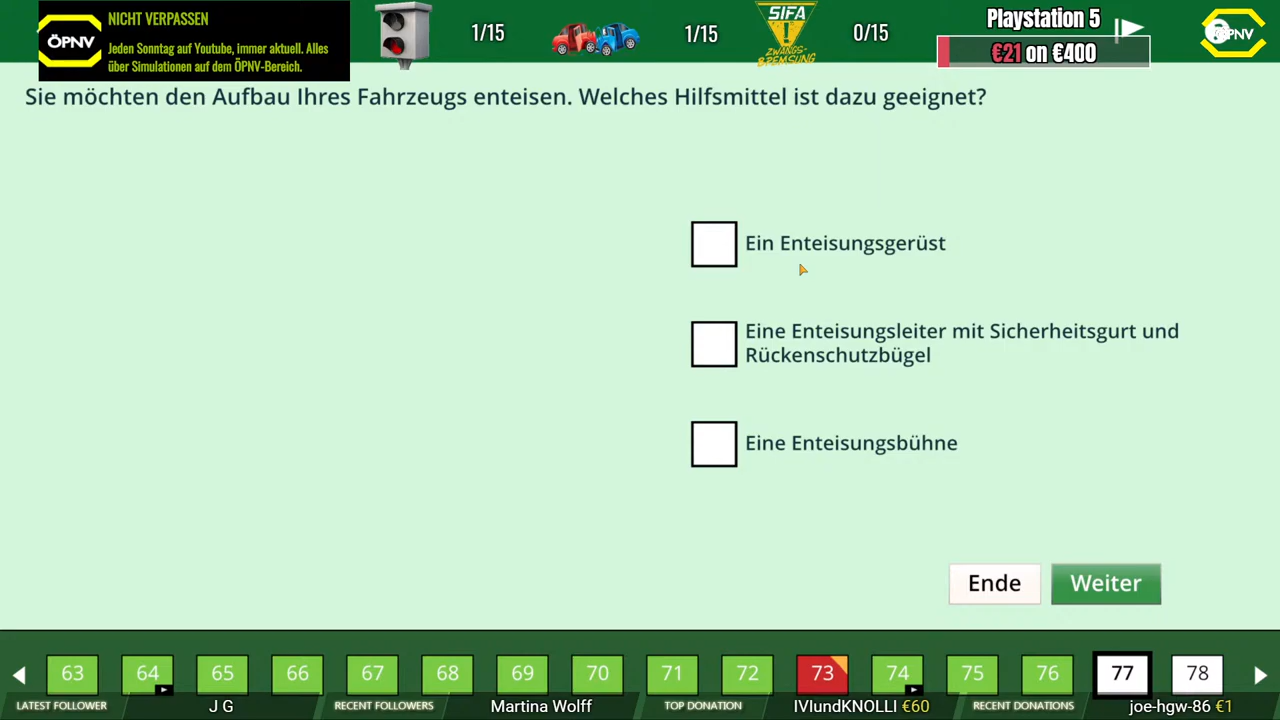 ÖPNV
NICHT VERPASSEN
Jeden Sonntag auf Youtube, immer aktuell. Alles
über Simulationen auf dem ÖPNV-Bereich.
1/15
1/15
SIFA
!
ZWANGS-
BREMSUNG
0/15
Playstation 5
€21 on €400
ÖPNV
Sie möchten den Aufbau Ihres Fahrzeugs enteisen. Welches Hilfsmittel ist dazu geeignet?
Ein Enteisungsgerüst
Eine Enteisungsleiter mit Sicherheitsgurt und
Rückenschutzbügel
Eine Enteisungsbühne
Ende Weiter
63 64 65 66 67 68 69 70 71 72 73 74 75 76 77 78
LATEST FOLLOWER J G RECENT FOLLOWERS Martina Wolff TOP DONATION IVIundKNOLLI €60 RECENT DONATIONS joe-hgw-86 €1